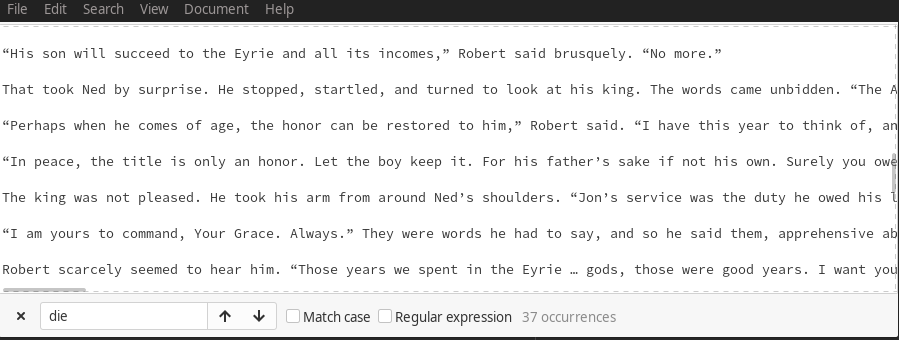 File Edit Search View Document Help
“His son will succeed to the Eyrie and all its incomes,” Robert said brusquely. “No more.”
That took Ned by surprise. He stopped, startled, and turned to look at his king. The words came unbidden. “The A
“Perhaps when he comes of age, the honor can be restored to him,” Robert said. “I have this year to think of, an
“In peace, the title is only an honor. Let the boy keep it. For his father’s sake if not his own. Surely you owe
The king was not pleased. He took his arm from around Ned’s shoulders. “Jon’s service was the duty he owed his l
“I am yours to command, Your Grace. Always.” They were words he had to say, and so he said them, apprehensive ab
Robert scarcely seemed to hear him. “Those years we spent in the Eyrie … gods, those were good years. I want you
die Match case Regular expression 37 occurrences